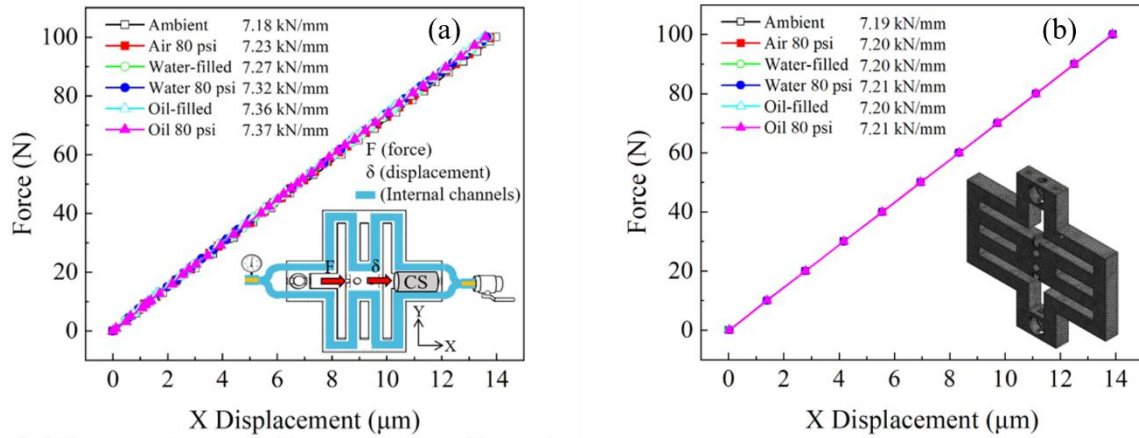 (a)
Ambient 7.18 kN/mm
Air 80 psi 7.23 kN/mm
Water-filled 7.27 kN/mm
Water 80 psi 7.32 kN/mm
Oil-filled 7.36 kN/mm
Oil 80 psi 7.37 kN/mm
F (force)
δ (displacement)
(Internal channels)
F δ
CS
Y
X
Force (N)
100
80
60
40
20
0
0 2 4 6 8 10 12 14
X Displacement (μm)
(b)
Ambient 7.19 kN/mm
Air 80 psi 7.20 kN/mm
Water-filled 7.20 kN/mm
Water 80 psi 7.21 kN/mm
Oil-filled 7.20 kN/mm
Oil 80 psi 7.21 kN/mm
Force (N)
100
80
60
40
20
0
0 2 4 6 8 10 12 14
X Displacement (μm)